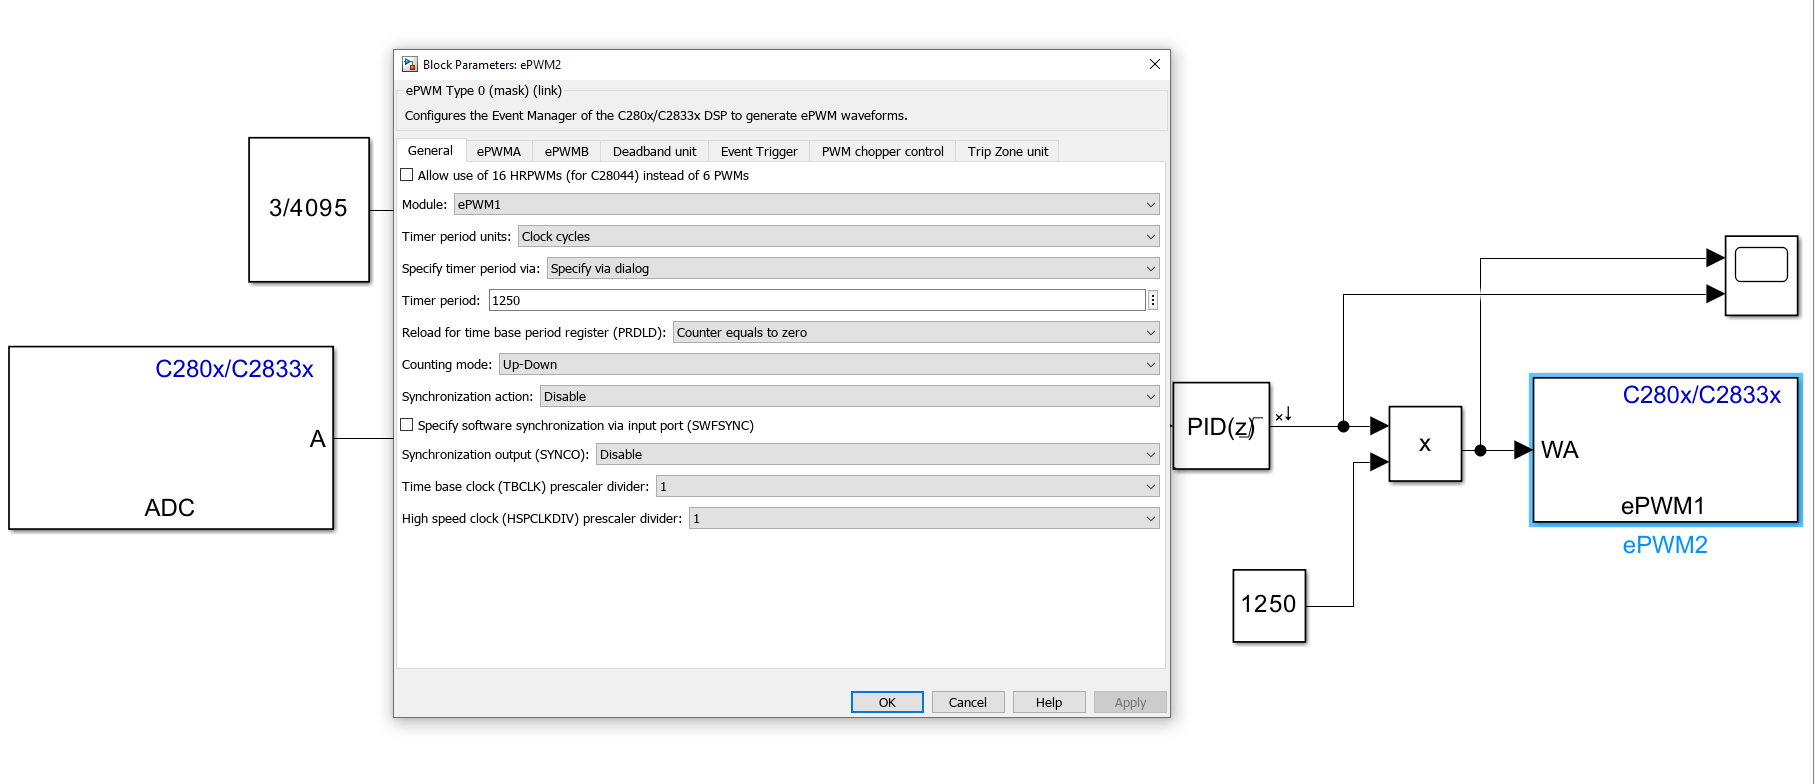 Block Parameters: ePWM2
ePWM Type 0 (mask) (link)
Configures the Event Manager of the C280x/C2833x DSP to generate ePWM waveforms.
General ePWMA ePWMB Deadband unit Event Trigger PWM chopper control Trip Zone unit
Allow use of 16 HRPWMs (for C28044) instead of 6 PWMs
Module: ePWM1
Timer period units: Clock cycles
Specify timer period via: Specify via dialog
Timer period: 1250
Reload for time base period register (PRDLD): Counter equals to zero
Counting mode: Up-Down
Synchronization action: Disable
Specify software synchronization via input port (SWFSYNC)
Synchronization output (SYNCO): Disable
Time base clock (TBCLK) prescaler divider: 1
High speed clock (HSPCLKDIV) prescaler divider: 1
OK Cancel Help Apply
3/4095
C280x/C2833x
A
ADC
PID(z)
x
1250
C280x/C2833x
WA
ePWM1
ePWM2